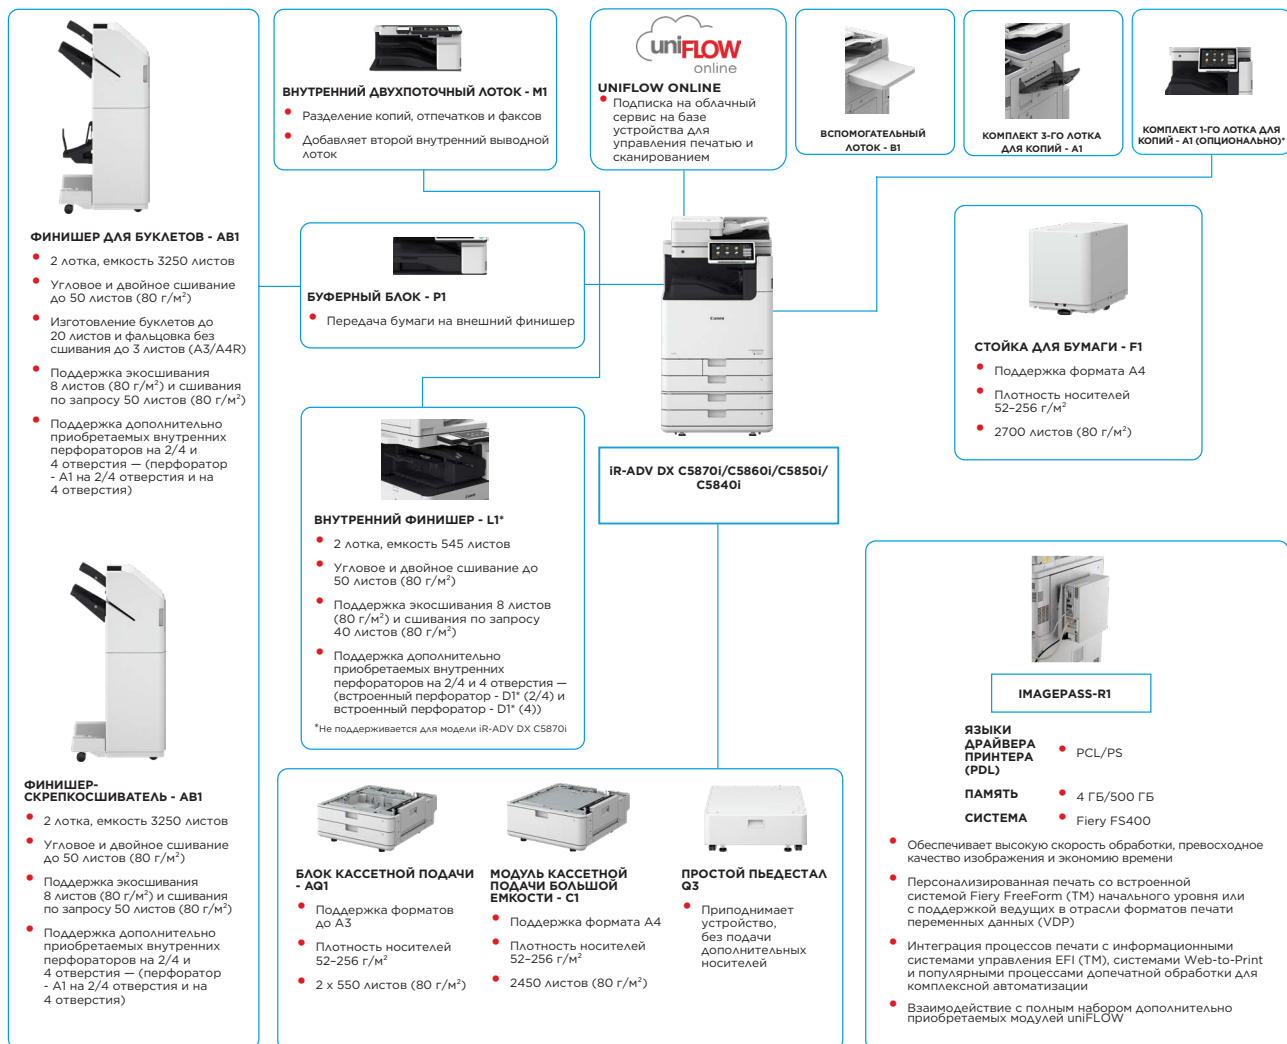 ФИНИШЕР ДЛЯ БУКЛЕТОВ - AB1
• 2 лотка, емкость 3250 листов
• Угловое и двойное сшивание
до 50 листов (80 г/м²)
• Изготовление буклетов до
20 листов и фальцовка без
сшивания до 3 листов (A3/A4R)
• Поддержка экосшивания
8 листов (80 г/м²) и сшивания
по запросу 50 листов (80 г/м²)
• Поддержка дополнительно
приобретаемых внутренних
перфораторов на 2/4 и
4 отверстия — (перфоратор
- A1 на 2/4 отверстия и на
4 отверстия)
ФИНИШЕР-
СКРЕПКОСШИВАТЕЛЬ - AB1
• 2 лотка, емкость 3250 листов
• Угловое и двойное сшивание
до 50 листов (80 г/м²)
• Поддержка экосшивания
8 листов (80 г/м²) и сшивания
по запросу 50 листов (80 г/м²)
• Поддержка дополнительно
приобретаемых внутренних
перфораторов на 2/4 и
4 отверстия — (перфоратор
- A1 на 2/4 отверстия и на
4 отверстия)
ВНУТРЕННИЙ ДВУХПОТОЧНЫЙ ЛОТОК - M1
• Разделение копий, отпечатков и факсов
• Добавляет второй внутренний выводной
лоток
uniFLOW
online
UNIFLOW ONLINE
• Подписка на облачный
сервис на базе
устройства для
управления печатью и
сканированием
ВСПОМОГАТЕЛЬНЫЙ
ЛОТОК - B1
КОМПЛЕКТ 3-ГО ЛОТКА
ДЛЯ КОПИЙ - A1
КОМПЛЕКТ 1-ГО ЛОТКА ДЛЯ
КОПИЙ - A1 (ОПЦИОНАЛЬНО)*
БУФЕРНЫЙ БЛОК - P1
• Передача бумаги на внешний финишер
Canon
iR-ADV DX C5870i/C5860i/C5850i/
C5840i
СТОЙКА ДЛЯ БУМАГИ - F1
• Поддержка формата A4
• Плотность носителей
52–256 г/м²
• 2700 листов (80 г/м²)
ВНУТРЕННИЙ ФИНИШЕР - L1*
• 2 лотка, емкость 545 листов
• Угловое и двойное сшивание до
50 листов (80 г/м²)
• Поддержка экосшивания 8 листов
(80 г/м²) и сшивания по запросу
40 листов (80 г/м²)
• Поддержка дополнительно
приобретаемых внутренних
перфораторов на 2/4 и 4 отверстия —
(встроенный перфоратор - D1* (2/4) и
встроенный перфоратор - D1* (4))
*Не поддерживается для модели iR-ADV DX C5870i
БЛОК КАССЕТНОЙ ПОДАЧИ
- AQ1
• Поддержка форматов
до A3
• Плотность носителей
52–256 г/м²
• 2 x 550 листов (80 г/м²)
МОДУЛЬ КАССЕТНОЙ
ПОДАЧИ БОЛЬШОЙ
ЕМКОСТИ - C1
• Поддержка формата A4
• Плотность носителей
52–256 г/м²
• 2450 листов (80 г/м²)
ПРОСТОЙ ПЬЕДЕСТАЛ
Q3
• Приподнимает
устройство,
без подачи
дополнительных
носителей
IMAGEPASS-R1
ЯЗЫКИ
ДРАЙВЕРА
ПРИНТЕРА
(PDL)
• PCL/PS
ПАМЯТЬ • 4 ГБ/500 ГБ
СИСТЕМА • Fiery FS400
• Обеспечивает высокую скорость обработки, превосходное
качество изображения и экономию времени
• Персонализированная печать со встроенной
системой Fiery FreeForm (TM) начального уровня или
с поддержкой ведущих в отрасли форматов печати
переменных данных (VDP)
• Интеграция процессов печати с информационными
системами управления EFI (TM), системами Web-to-Print
и популярными процессами допечатной обработки для
комплексной автоматизации
• Взаимодействие с полным набором дополнительно
приобретаемых модулей uniFLOW